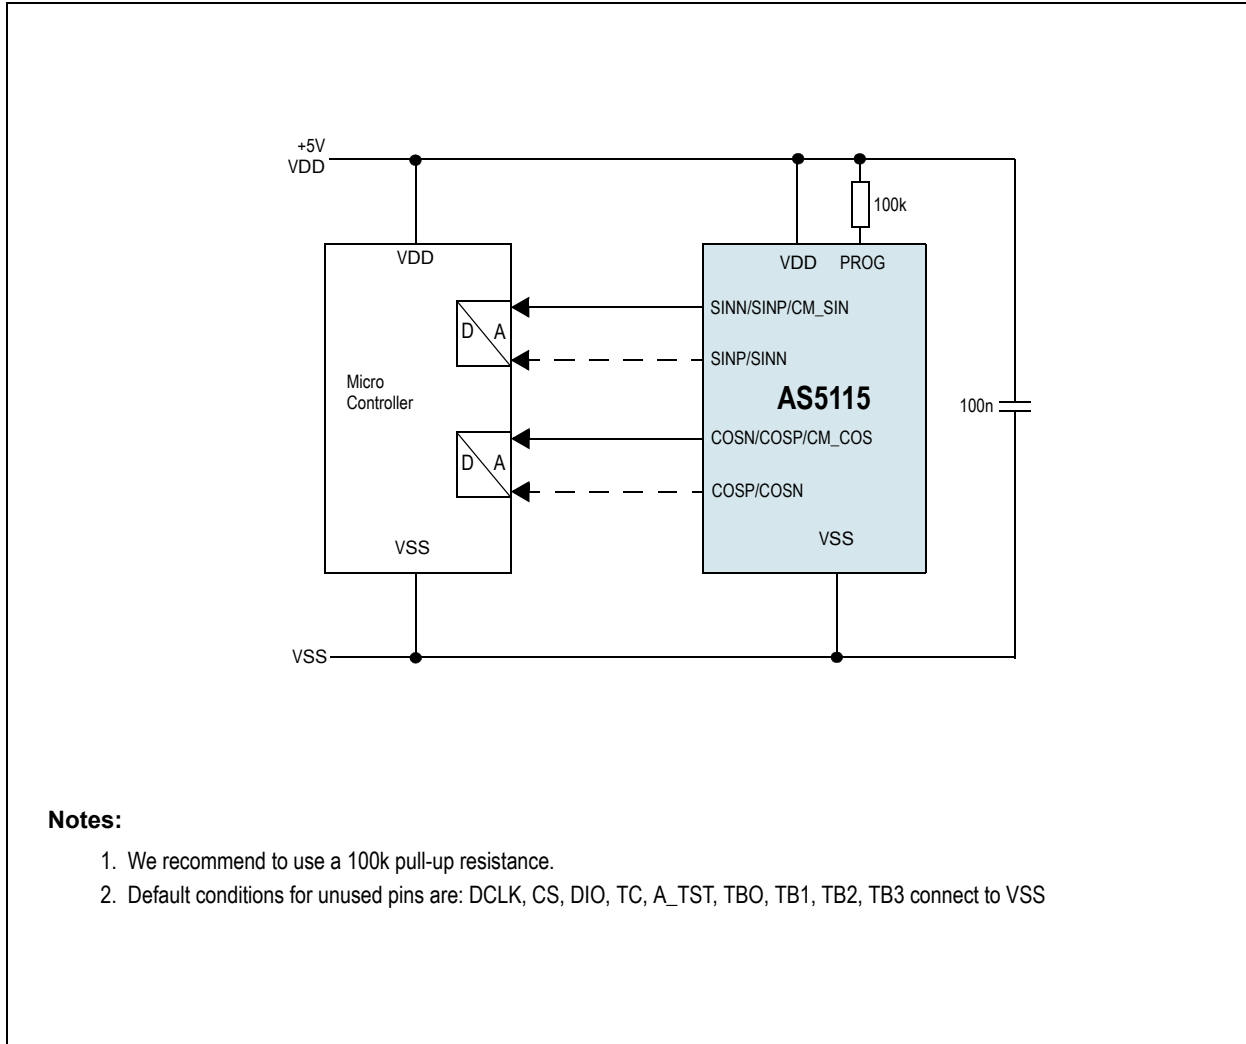 +5V
VDD
100k
VDD
VDD PROG
D A
SINN/SINP/CM_SIN
SINP/SINN
Micro
Controller
AS5115
100n
D A
COSN/COSP/CM_COS
COSP/COSN
VSS
VSS
VSS
Notes:
1. We recommend to use a 100k pull-up resistance.
2. Default conditions for unused pins are: DCLK, CS, DIO, TC, A_TST, TBO, TB1, TB2, TB3 connect to VSS